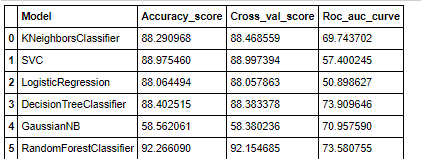 Model Accuracy_score Cross_val_score Roc_auc_curve
0 KNeighborsClassifier 88.290968 88.468559 69.743702
1 SVC 88.975460 88.997394 57.400245
2 LogisticRegression 88.064494 88.057863 50.898627
3 DecisionTreeClassifier 88.402515 88.383378 73.909646
4 GaussianNB 58.562061 58.380236 70.957590
5 RandomForestClassifier 92.266090 92.154685 73.580755